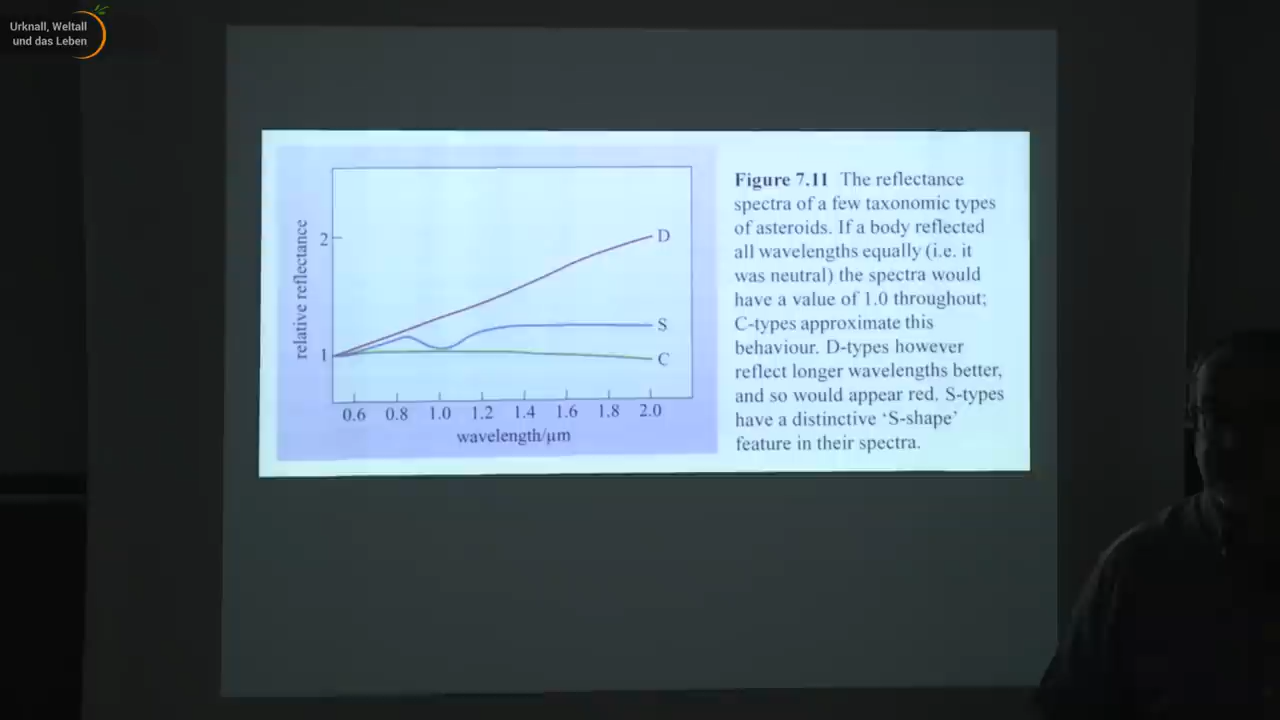 Urknall, Weltall
und das Leben
relative reflectance
2
1
D
S
C
0.6 0.8 1.0 1.2 1.4 1.6 1.8 2.0
wavelength/µm
Figure 7.11 The reflectance
spectra of a few taxonomic types
of asteroids. If a body reflected
all wavelengths equally (i.e. it
was neutral) the spectra would
have a value of 1.0 throughout;
C-types approximate this
behaviour. D-types however
reflect longer wavelengths better,
and so would appear red. S-types
have a distinctive ‘S-shape’
feature in their spectra.